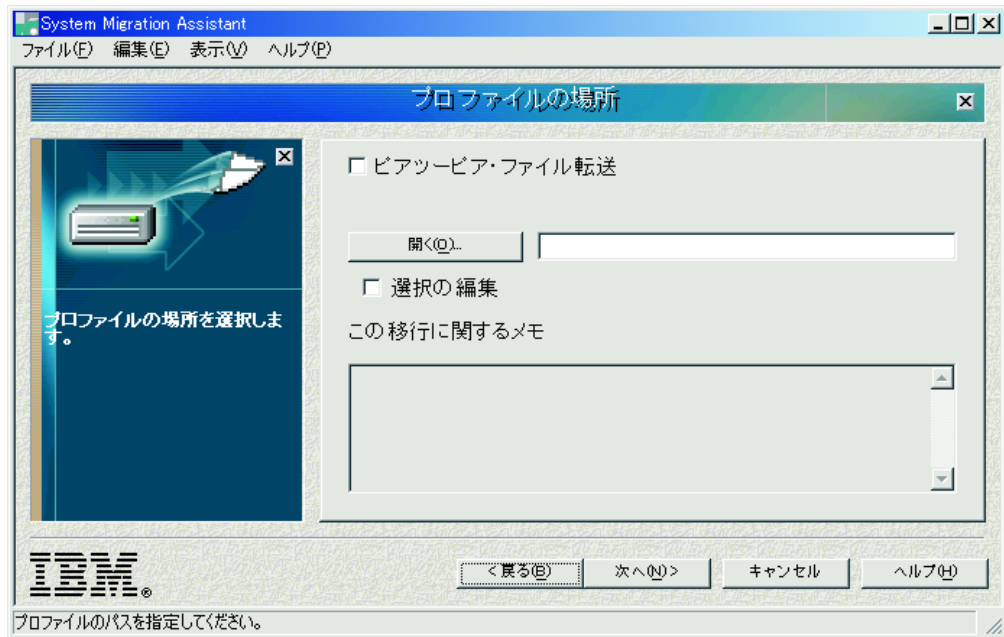 System Migration Assistant
ファイル(F) 編集(E) 表示(V) ヘルプ(P)
プロファイルの場所
ピアツーピア・ファイル転送
開く(O)...
選択の編集
プロファイルの場所を選択しま
す。
この移行に関するメモ
IBM®
<戻る(B) 次へ(N)> キャンセル ヘルプ(H)
プロファイルのパスを指定してください。